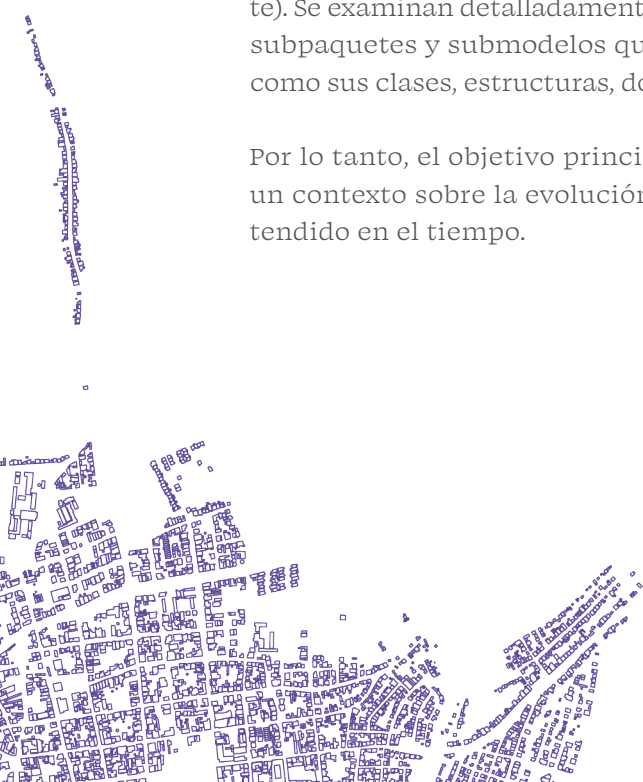 te). Se examinan detalladament
subpaquetes y submodelos qu
como sus clases, estructuras, do
Por lo tanto, el objetivo princi
un contexto sobre la evolución
tendido en el tiempo.